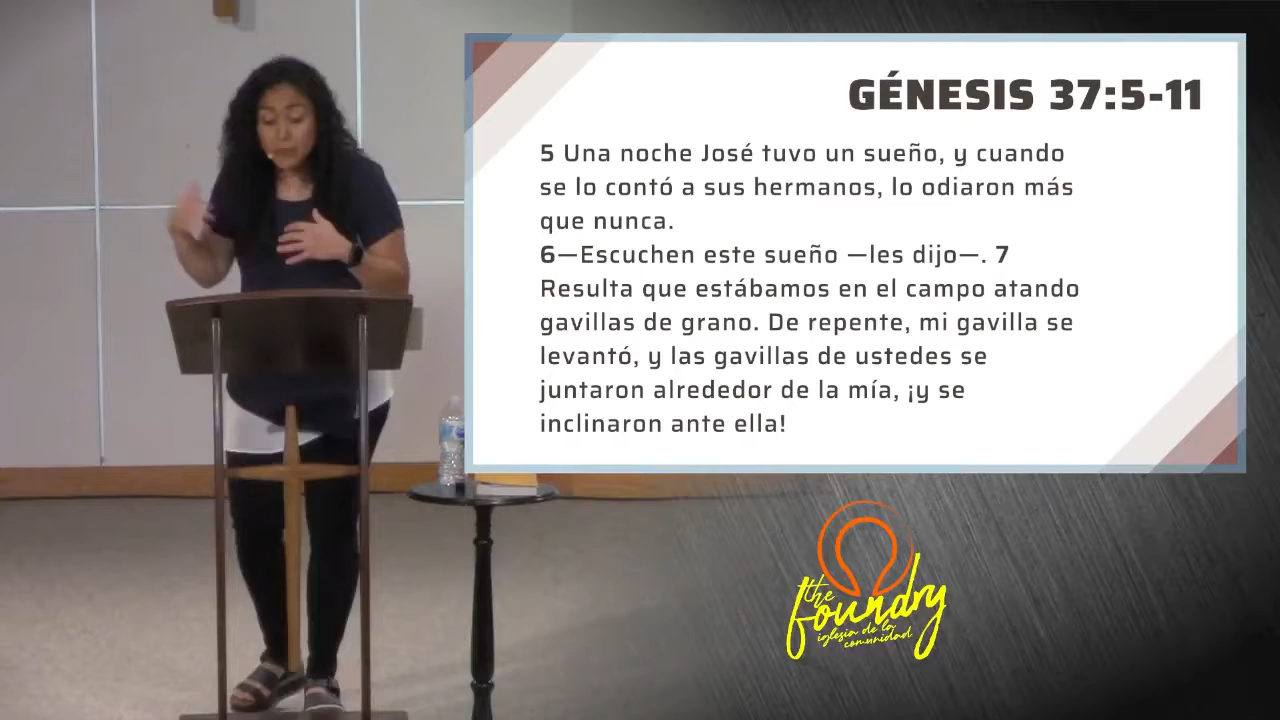 GÉNESIS 37:5-11
5 Una noche José tuvo un sueño, y cuando
se lo contó a sus hermanos, lo odiaron más
que nunca.
6—Escuchen este sueño —les dijo—. 7
Resulta que estábamos en el campo atando
gavillas de grano. De repente, mi gavilla se
levantó, y las gavillas de ustedes se
juntaron alrededor de la mía, ¡y se
inclinaron ante ella!
the
foundry
iglesia de la
comunidad